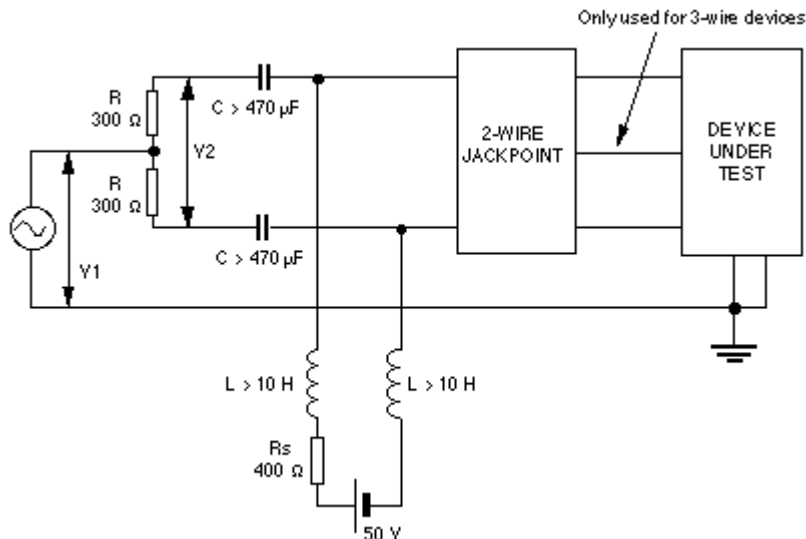 Only used for 3-wire devices
R
300 Ω
C > 470 µF
V2
2-WIRE
JACKPOINT
DEVICE
UNDER
TEST
R
300 Ω
V1
C > 470 µF
L > 10 H
L > 10 H
Rs
400 Ω
50 V